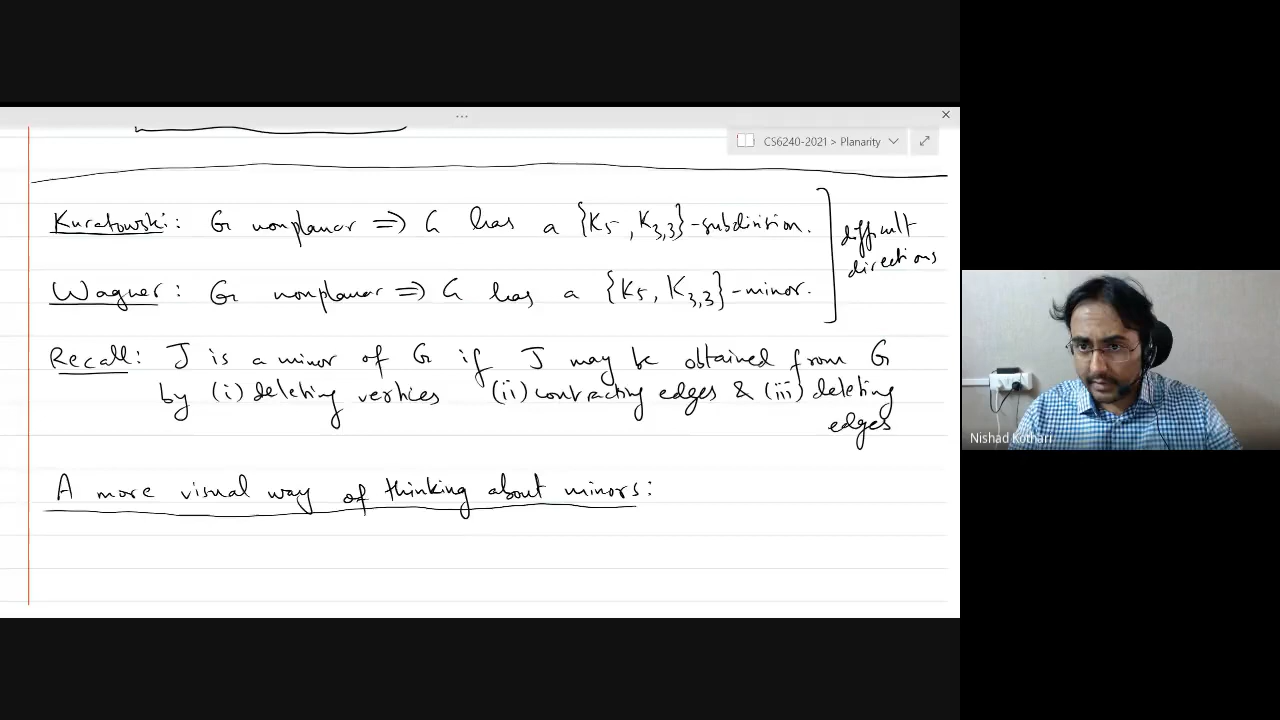 CS6240-2021 > Planarity
Kuratowski: G nonplanar ⇒ G has a {K5, K3,3}-subdivision.
Wagner: G nonplanar ⇒ G has a {K5, K3,3}-minor.
difficult
directions
Recall: J is a minor of G if J may be obtained from G
by (i) deleting vertices (ii) contracting edges & (iii) deleting
edges
A more visual way of thinking about minors:
Nishad Kothari